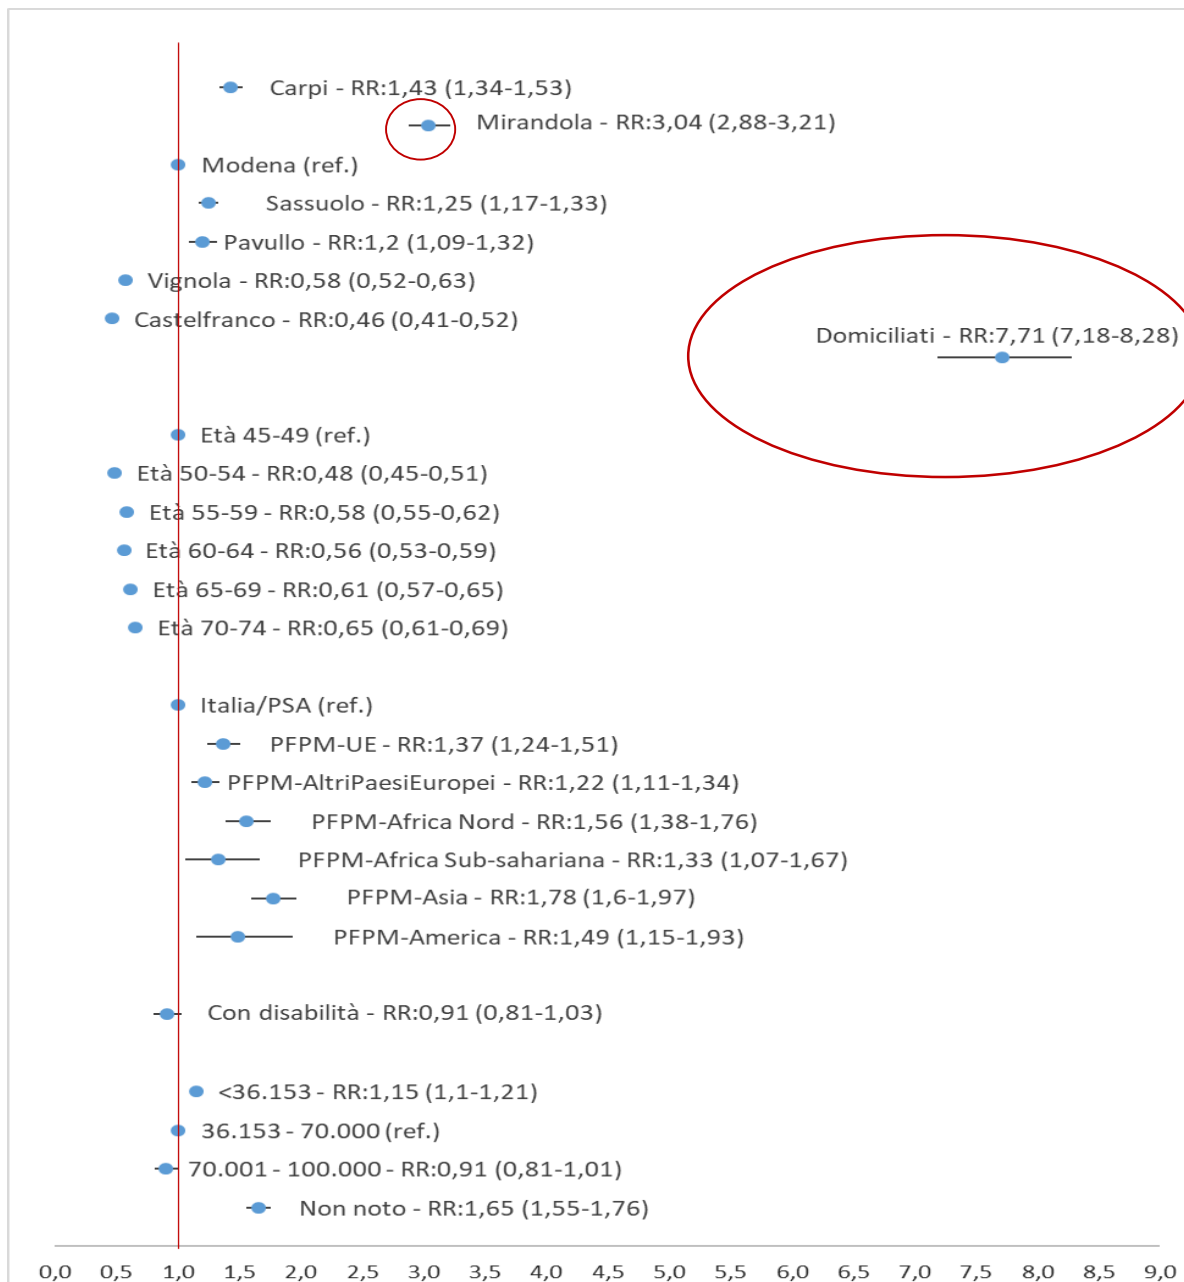 Carpi - RR:1,43 (1,34-1,53)
Mirandola - RR:3,04 (2,88-3,21)
Modena (ref.)
Sassuolo - RR:1,25 (1,17-1,33)
Pavullo - RR:1,2 (1,09-1,32)
Vignola - RR:0,58 (0,52-0,63)
Castelfranco - RR:0,46 (0,41-0,52)
Domiciliati - RR:7,71 (7,18-8,28)
Età 45-49 (ref.)
Età 50-54 - RR:0,48 (0,45-0,51)
Età 55-59 - RR:0,58 (0,55-0,62)
Età 60-64 - RR:0,56 (0,53-0,59)
Età 65-69 - RR:0,61 (0,57-0,65)
Età 70-74 - RR:0,65 (0,61-0,69)
Italia/PSA (ref.)
PFPM-UE - RR:1,37 (1,24-1,51)
PFPM-AltriPaesiEuropei - RR:1,22 (1,11-1,34)
PFPM-Africa Nord - RR:1,56 (1,38-1,76)
PFPM-Africa Sub-sahariana - RR:1,33 (1,07-1,67)
PFPM-Asia - RR:1,78 (1,6-1,97)
PFPM-America - RR:1,49 (1,15-1,93)
Con disabilità - RR:0,91 (0,81-1,03)
<36.153 - RR:1,15 (1,1-1,21)
36.153 - 70.000 (ref.)
70.001 - 100.000 - RR:0,91 (0,81-1,01)
Non noto - RR:1,65 (1,55-1,76)
0,0 0,5 1,0 1,5 2,0 2,5 3,0 3,5 4,0 4,5 5,0 5,5 6,0 6,5 7,0 7,5 8,0 8,5 9,0